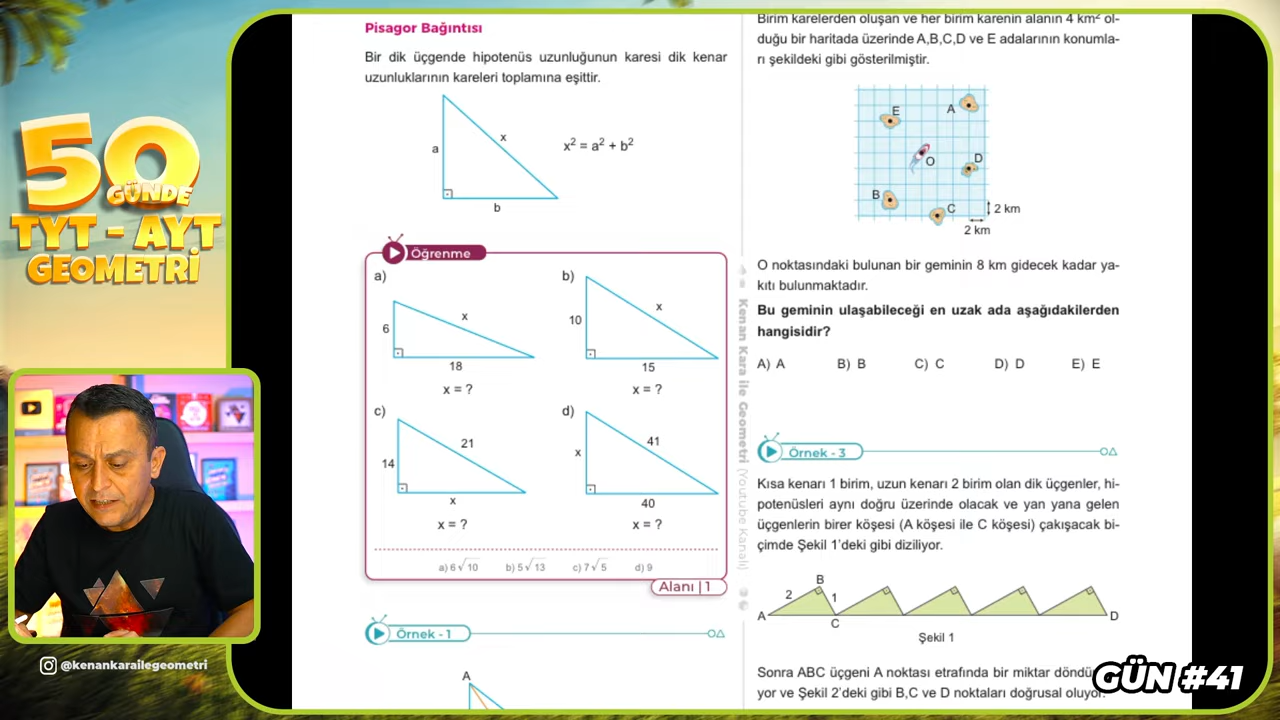 50
GÜNDE
TYT - AYT
GEOMETRİ
@kenankarailegeometri
Pisagor Bağıntısı
Bir dik üçgende hipotenüs uzunluğunun karesi dik kenar
uzunluklarının kareleri toplamına eşittir.
a
x
b
x² = a² + b²
Öğrenme
a)
6
x
18
x = ?
b)
10
x
15
x = ?
c)
14
21
x
x = ?
d)
x
41
40
x = ?
a) 6√10 b) 5√13 c) 7√5 d) 9
Alanı | 1
Örnek - 1
A
Kenan Kara ile Geometri (Youtube Kanalı)
Birim karelerden oluşan ve her birim karenin alanın 4 km² ol-
duğu bir haritada üzerinde A,B,C,D ve E adalarının konumla-
rı şekildeki gibi gösterilmiştir.
E
A
O
D
B
C
2 km
2 km
O noktasındaki bulunan bir geminin 8 km gidecek kadar ya-
kıtı bulunmaktadır.
Bu geminin ulaşabileceği en uzak ada aşağıdakilerden
hangisidir?
A) A B) B C) C D) D E) E
Örnek - 3
Kısa kenarı 1 birim, uzun kenarı 2 birim olan dik üçgenler, hi-
potenüsleri aynı doğru üzerinde olacak ve yan yana gelen
üçgenlerin birer köşesi (A köşesi ile C köşesi) çakışacak bi-
çimde Şekil 1'deki gibi diziliyor.
B
2
1
A
C
D
Şekil 1
Sonra ABC üçgeni A noktası etrafında bir miktar
yor ve Şekil 2'deki gibi B,C ve D noktaları doğrusal oluyor.
GÜN #41